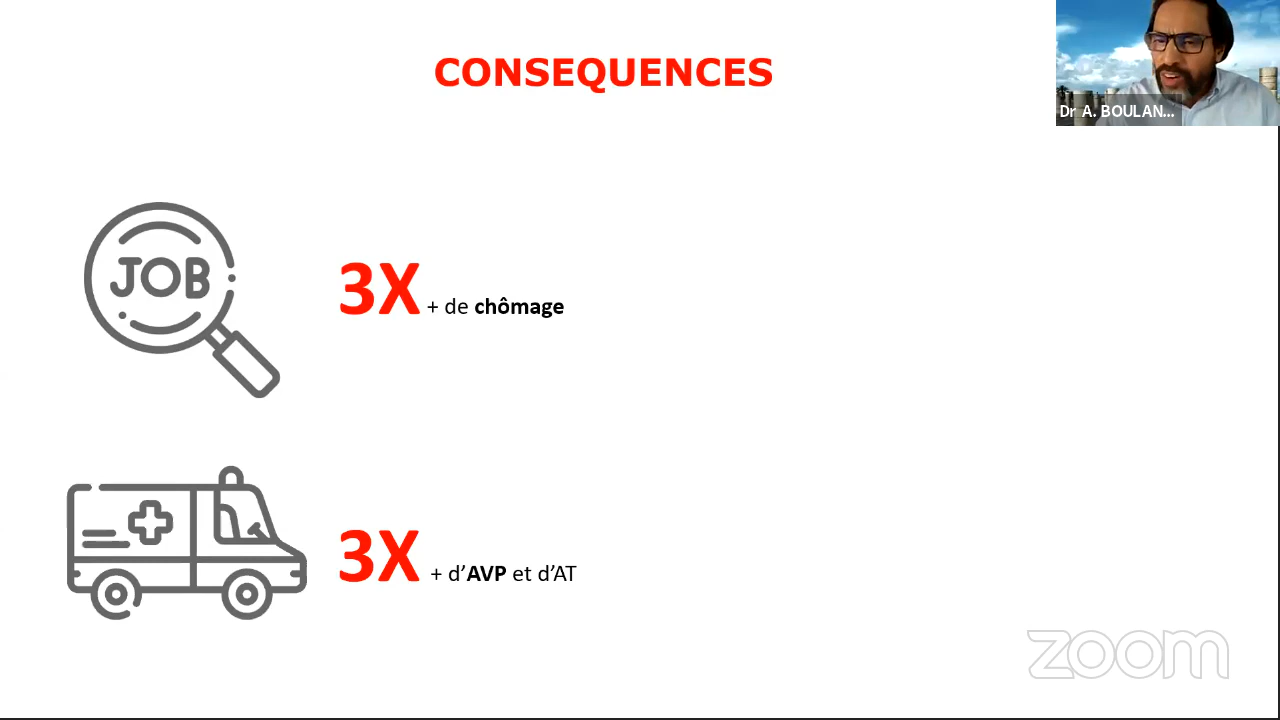 CONSEQUENCES
Dr A. BOULAN...
JOB
3X + de chômage
3X + d’AVP et d’AT
zoom